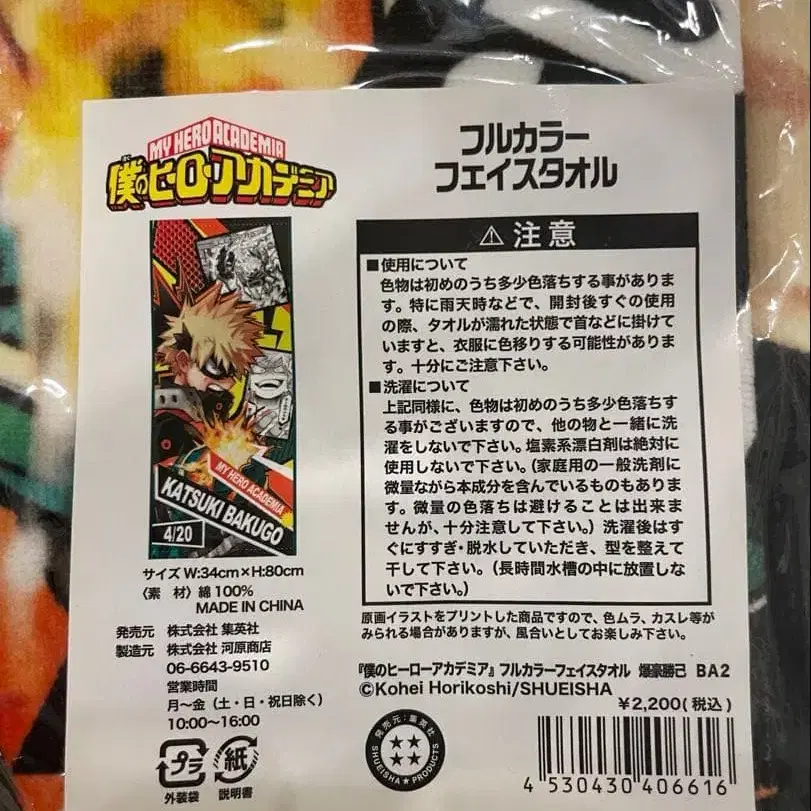 MY HERO ACADEMIA
僕のヒーローアカデミア
フルカラー
フェイスタオル
MY HERO ACADEMIA
KATSUKI BAKUGO
4/20
サイズ W:34cm×H:80cm
〈素 材〉綿100%
MADE IN CHINA
発売元 株式会社 集英社
製造元 株式会社 河原商店
06-6643-9510
営業時間
月〜金(土・日・祝日除く)
10:00〜16:00
プラ
外装袋
紙
説明書
⚠注意
■使用について
色物は初めのうち多少色落ちする事がありま
す。特に雨天時などで、開封後すぐの使用
の際、タオルが濡れた状態で首などに掛けて
いますと、衣服に色移りする可能性がありま
す。十分にご注意下さい。
■洗濯について
上記同様に、色物は初めのうち多少色落ちす
る事がございますので、他の物と一緒に洗
濯をしないで下さい。塩素系漂白剤は絶対に
使用しないで下さい。(家庭用の一般洗剤に
微量ながら本成分を含んでいるものもありま
す。微量の色落ちは避けることは出来ま
せんが、十分注意して下さい。)洗濯後はす
ぐにすすぎ・脱水していただき、型を整えて
干して下さい。(長時間水槽の中に放置しな
いで下さい。)
原画イラストをプリントした商品ですので、色ムラ、カスレ等が
みられる場合がありますが、風合いとしてお楽しみ下さい。
『僕のヒーローアカデミア』フルカラーフェイスタオル 爆豪勝己 BA2
©Kohei Horikoshi/SHUEISHA
¥2,200(税込)
発売元:集英社
SHUEISHA★PRODUCTS
4 530430 406616